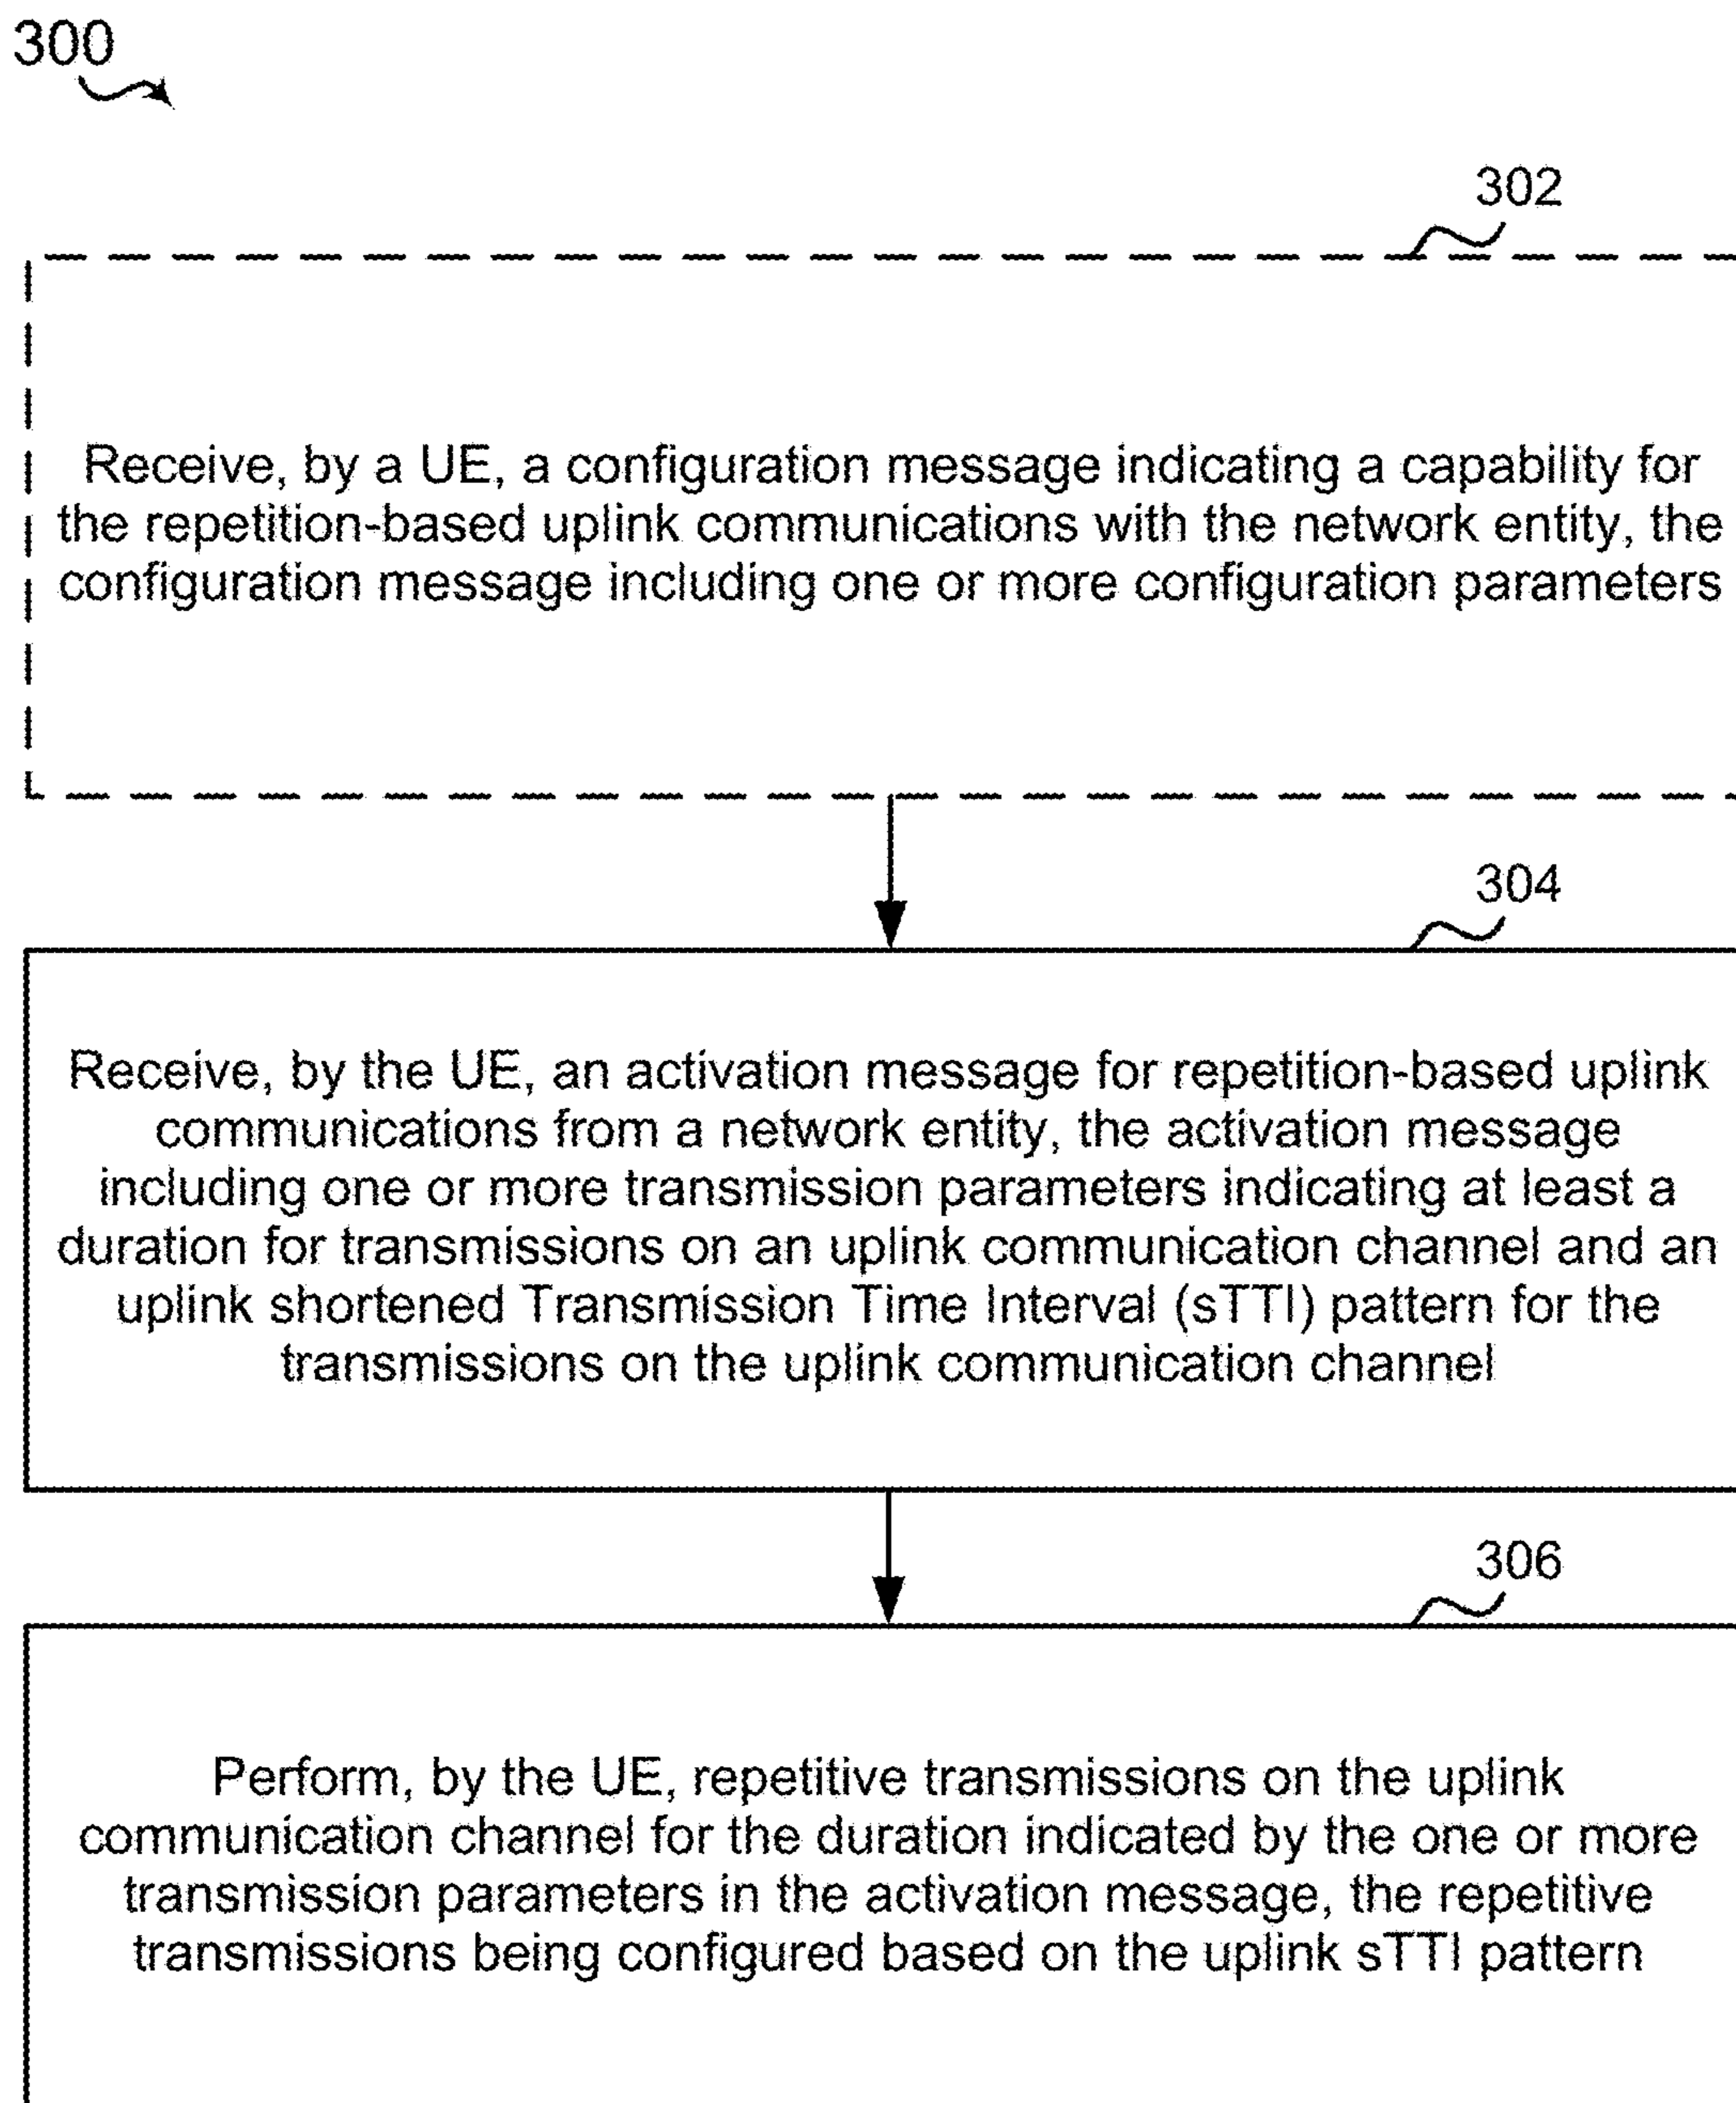 300
302
Receive, by a UE, a configuration message indicating a capability for
the repetition-based uplink communications with the network entity, the
configuration message including one or more configuration parameters
304
Receive, by the UE, an activation message for repetition-based uplink
communications from a network entity, the activation message
including one or more transmission parameters indicating at least a
duration for transmissions on an uplink communication channel and an
uplink shortened Transmission Time Interval (sTTI) pattern for the
transmissions on the uplink communication channel
306
Perform, by the UE, repetitive transmissions on the uplink
communication channel for the duration indicated by the one or more
transmission parameters in the activation message, the repetitive
transmissions being configured based on the uplink sTTI pattern